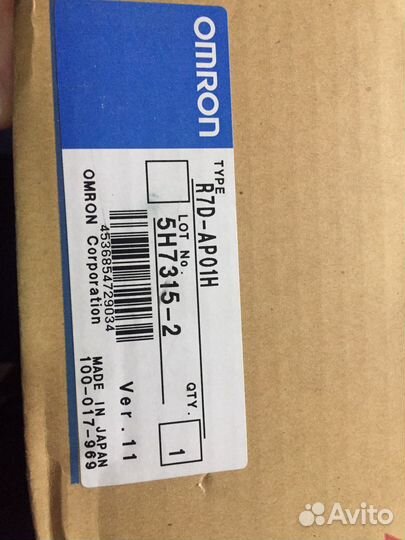 OMRON
TYPE
R7D-AP01H
LOT No.
5H7315-2
QTY.
1
4536854729034
Ver.11
OMRON Corporation
MADE IN JAPAN
100-017-969
Avito